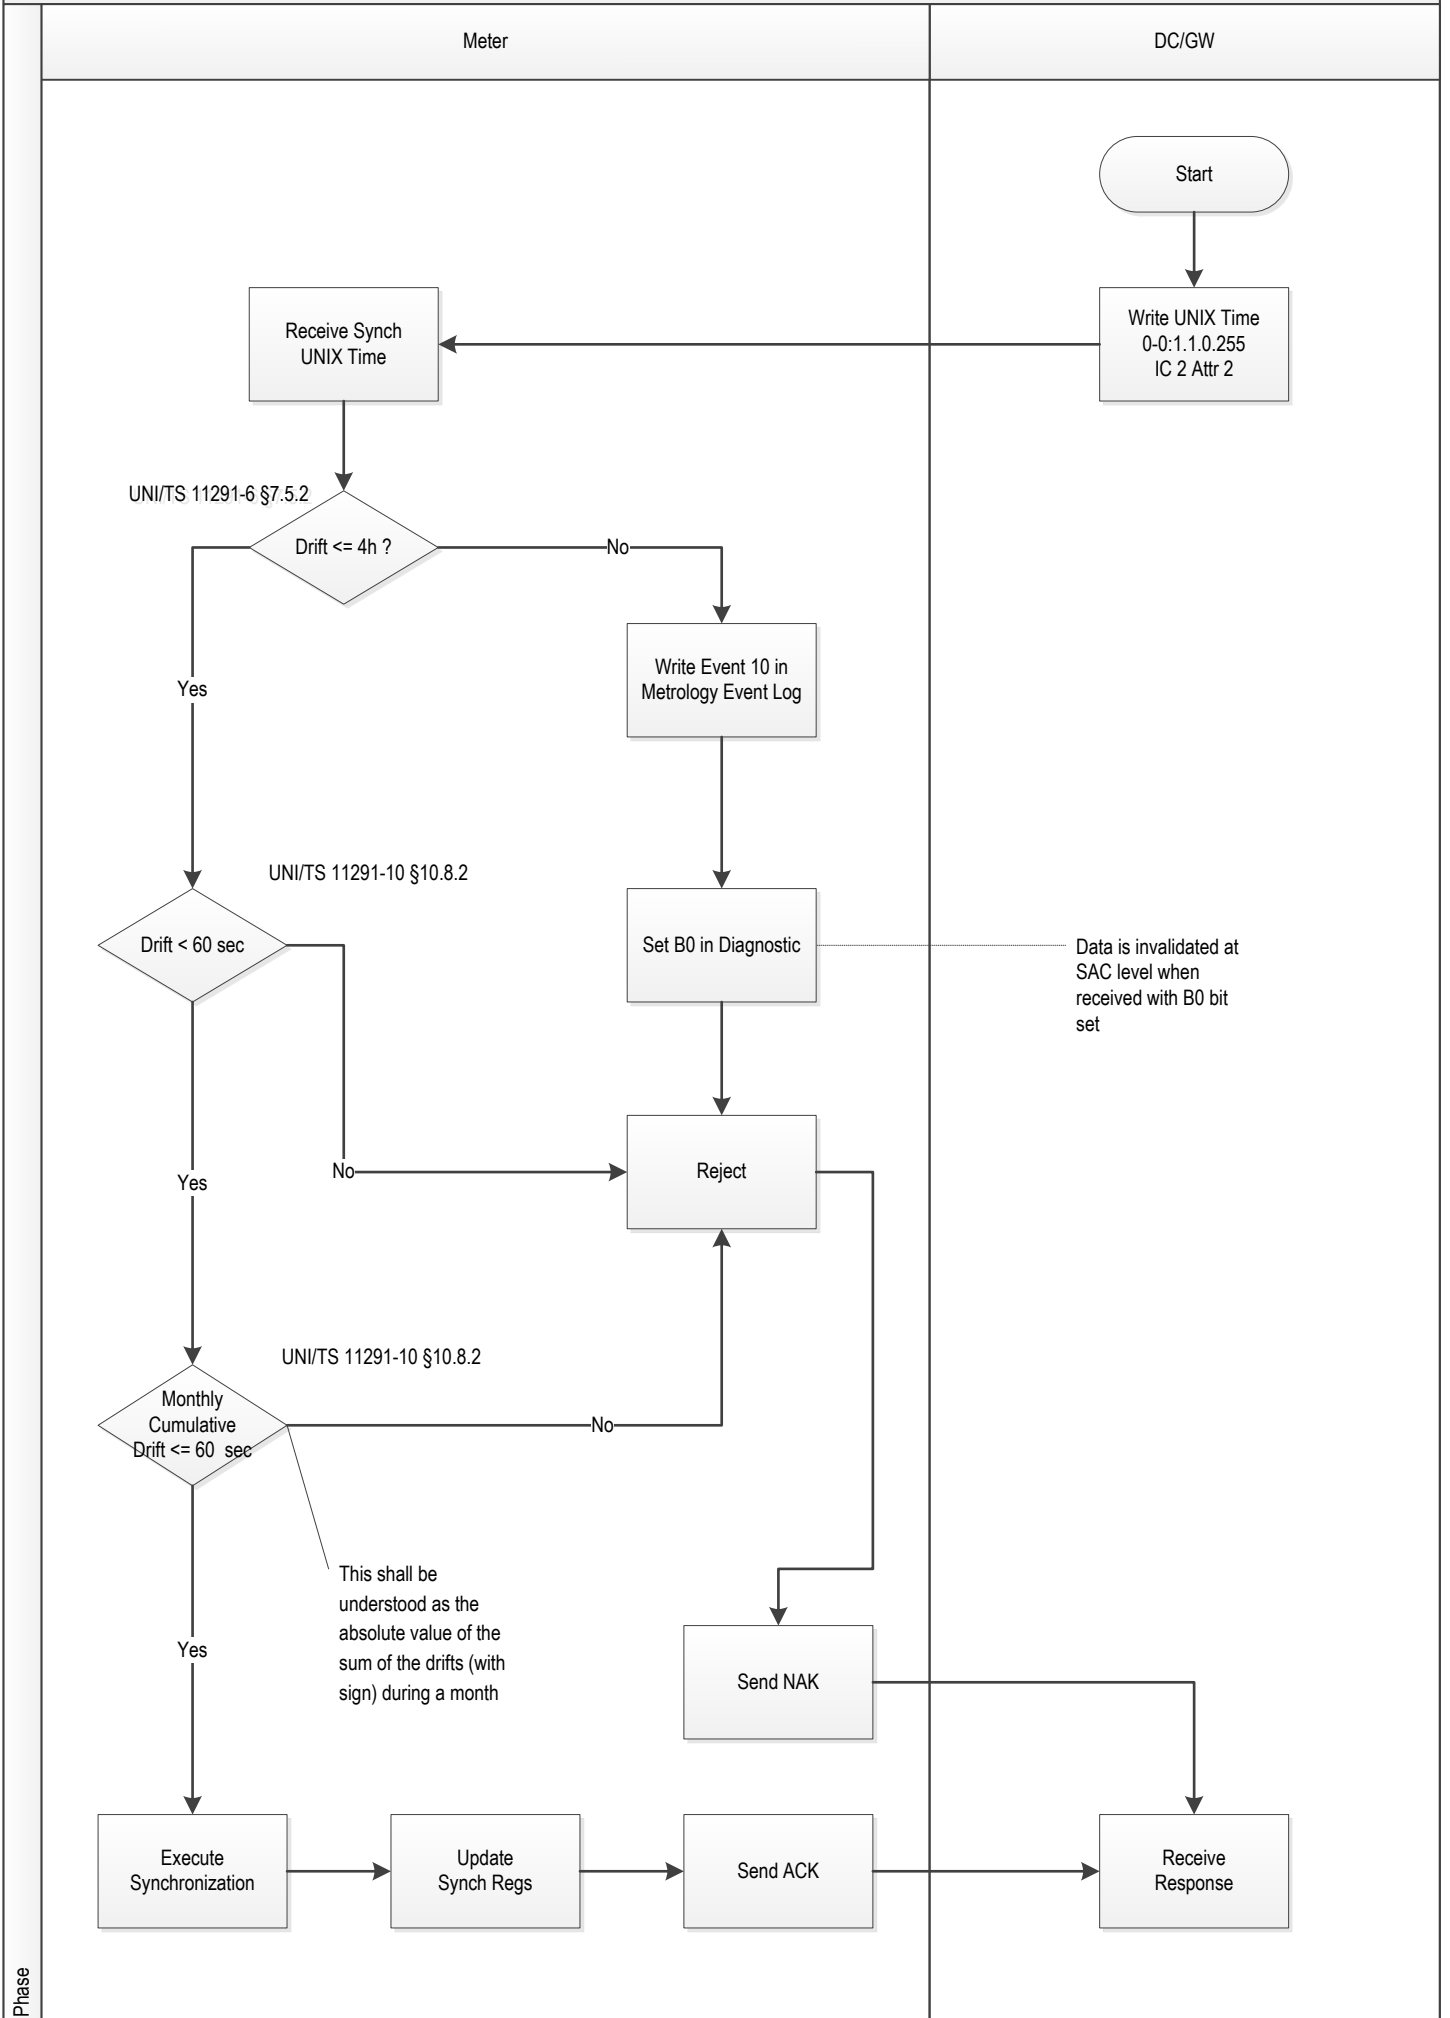 Meter
DC/GW
Start
Write UNIX Time
0-0:1.1.0.255
IC 2 Attr 2
Receive Synch
UNIX Time
UNI/TS 11291-6 §7.5.2
Drift <= 4h ?
No
Yes
Write Event 10 in
Metrology Event Log
UNI/TS 11291-10 §10.8.2
Drift < 60 sec
Set B0 in Diagnostic
Data is invalidated at
SAC level when
received with B0 bit
set
No
Reject
Yes
UNI/TS 11291-10 §10.8.2
Monthly
Cumulative
Drift <= 60  sec
No
This shall be
understood as the
absolute value of the
sum of the drifts (with
sign) during a month
Yes
Send NAK
Execute
Synchronization
Update
Synch Regs
Send ACK
Receive
Response
Phase